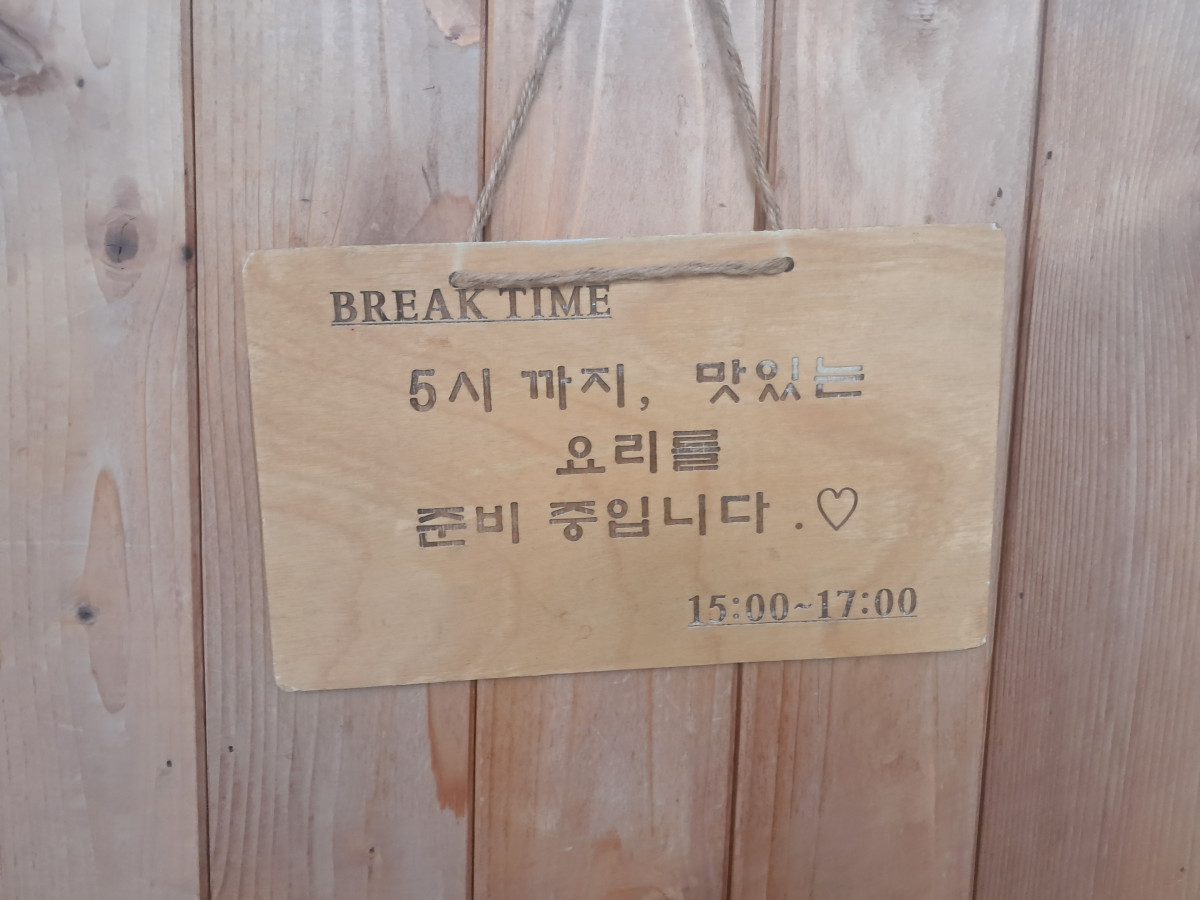 BREAK TIME
5시 까지, 맛있는
요리를
준비 중입니다 .♡
15:00~17:00